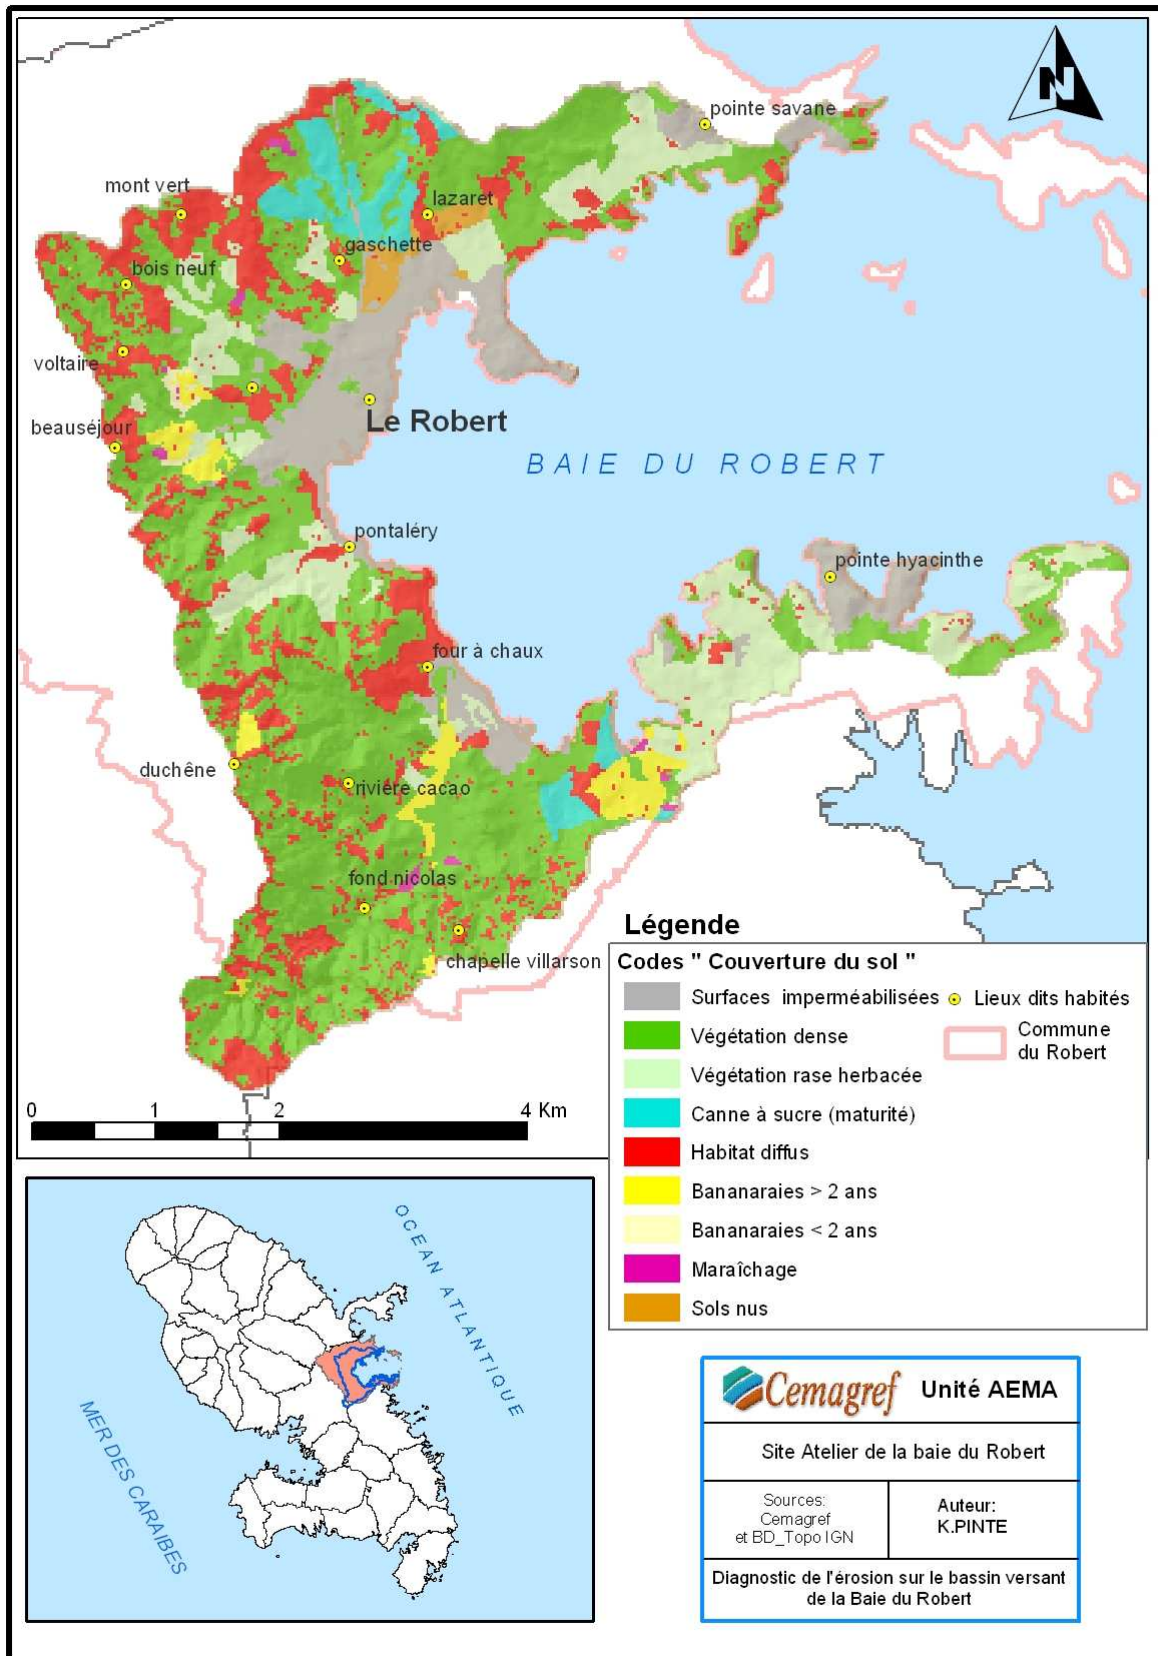 N
pointe savane
mont vert
lazaret
gaschette
bois neuf
voltaire
Le Robert
beauséjour
BAIE DU ROBERT
pontaléry
pointe hyacinthe
four à chaux
duchêne
rivière cacao
fond nicolas
chapelle villarson
0 1 2 4 Km
Légende
Codes " Couverture du sol "
Surfaces imperméabilisées
Végétation dense
Végétation rase herbacée
Canne à sucre (maturité)
Habitat diffus
Bananaraies > 2 ans
Bananaraies < 2 ans
Maraîchage
Sols nus
Lieux dits habités
Commune
du Robert
OCEAN ATLANTIQUE
MER DES CARAIBES
Cemagref Unité AEMA
Site Atelier de la baie du Robert
Sources:
Cemagref
et BD_Topo IGN
Auteur:
K.PINTE
Diagnostic de l'érosion sur le bassin versant
de la Baie du Robert